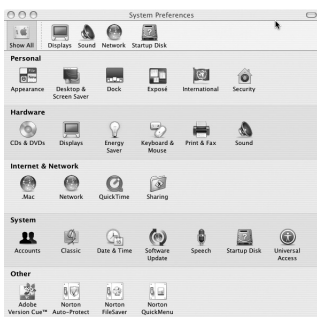 System Preferences
Show All Displays Sound Network Startup Disk
Personal
Appearance Desktop & Screen Saver Dock Exposé International Security
Hardware
CDs & DVDs Displays Energy Saver Keyboard & Mouse Print & Fax Sound
Internet & Network
.Mac Network QuickTime Sharing
System
Accounts Classic Date & Time Software Update Speech Startup Disk Universal Access
Other
Adobe Version Cue™ Norton Auto-Protect Norton FileSaver Norton QuickMenu